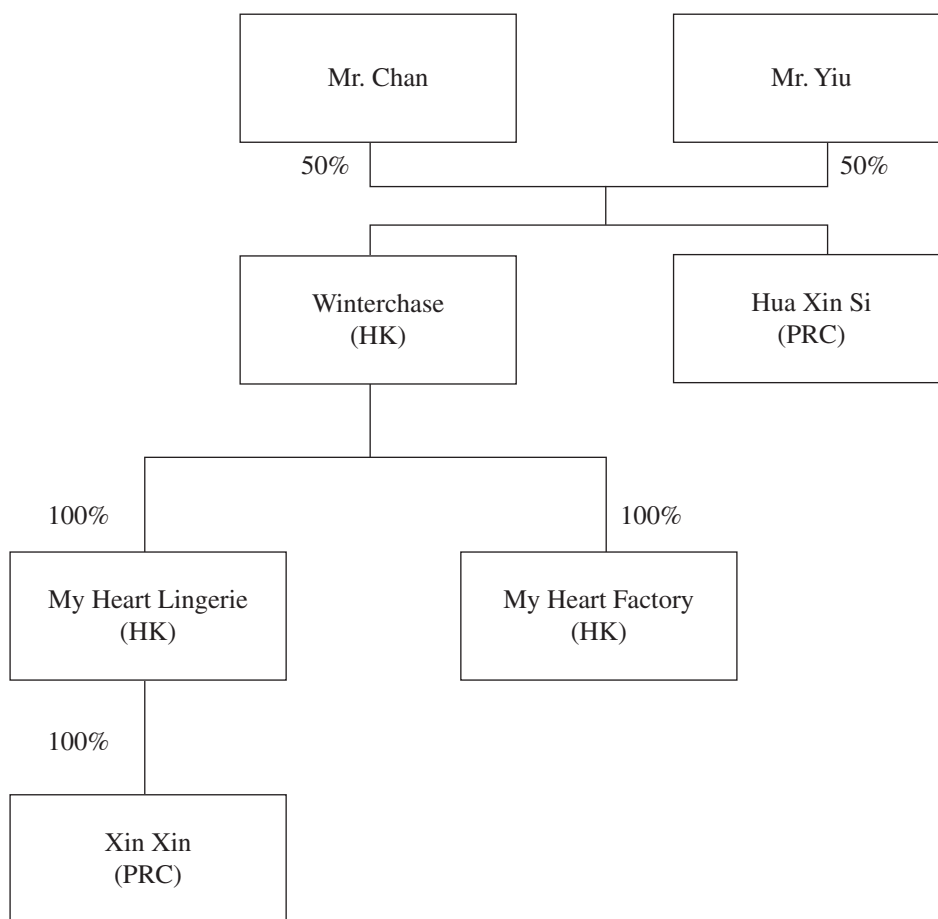 Mr. Chan
Mr. Yiu
50%
50%
Winterchase
(HK)
Hua Xin Si
(PRC)
100%
100%
My Heart Lingerie
(HK)
My Heart Factory
(HK)
100%
Xin Xin
(PRC)